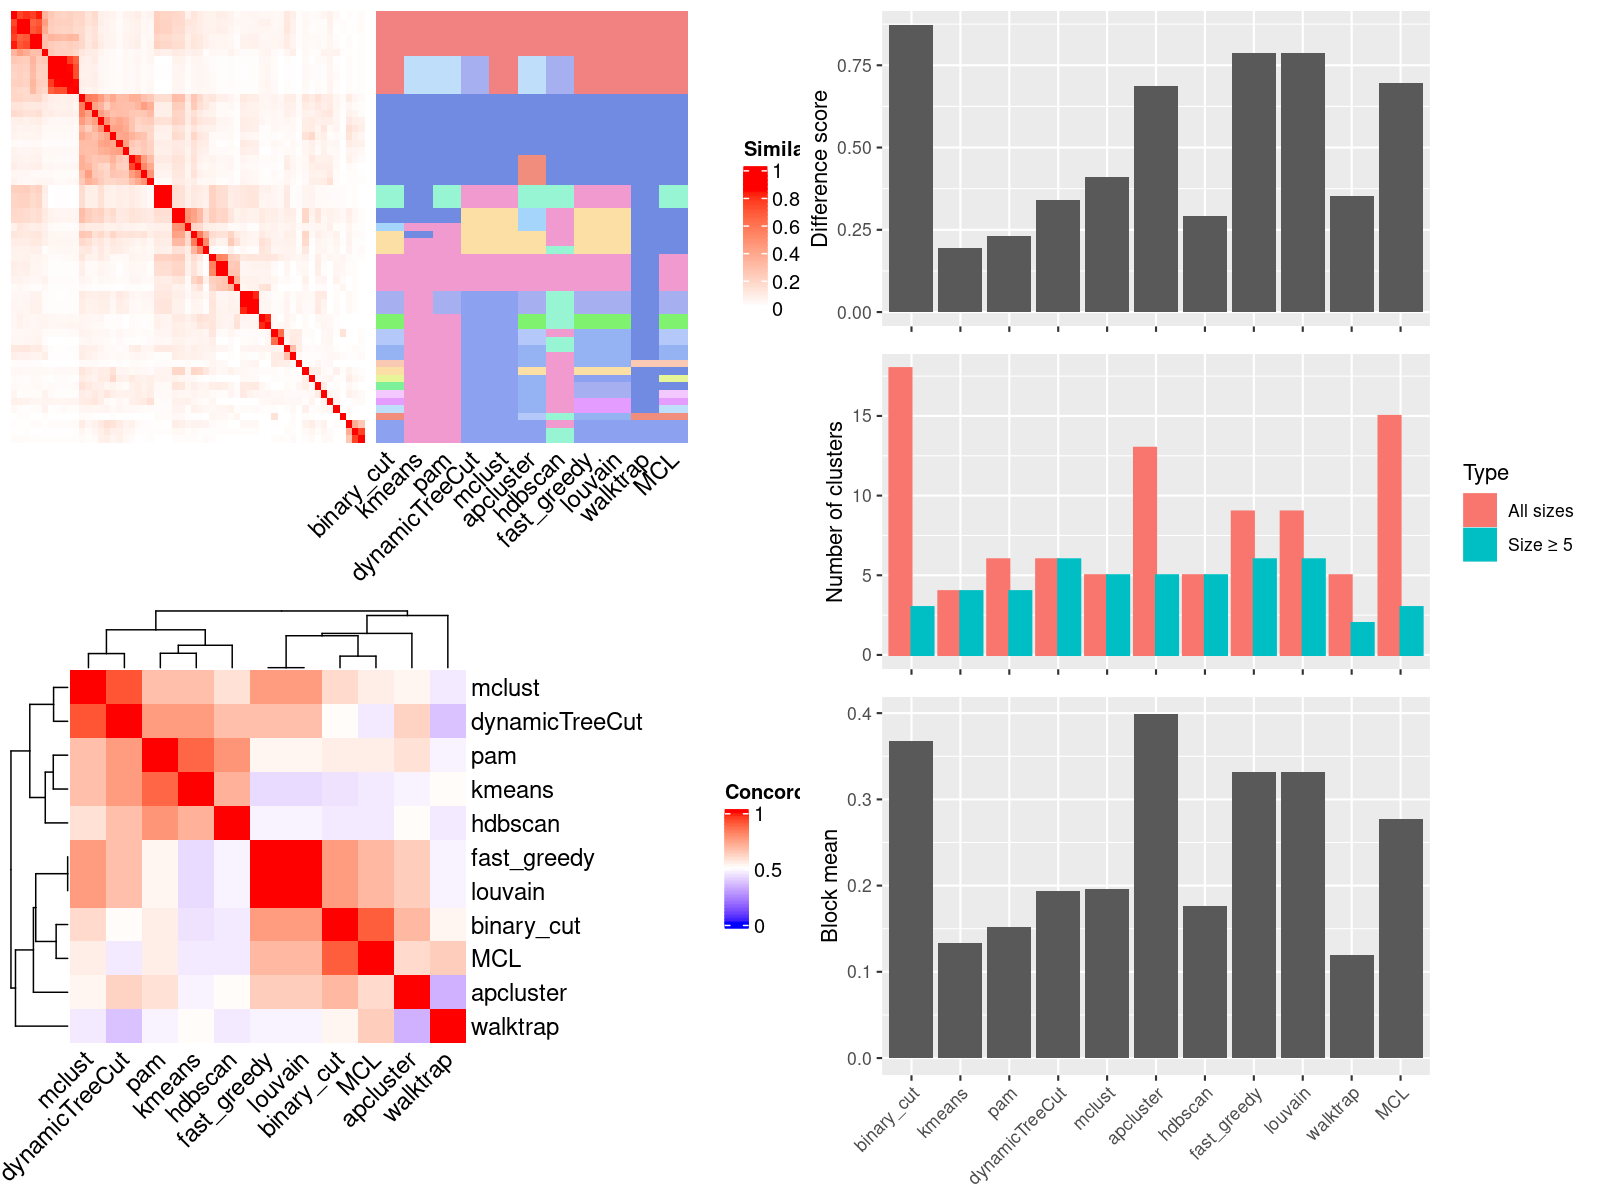 Simila
1
0.8
0.6
0.4
0.2
0
binary_cut
kmeans
pam
dynamicTreeCut
mclust
apcluster
hdbscan
fast_greedy
louvain
walktrap
MCL
mclust
dynamicTreeCut
pam
kmeans
hdbscan
fast_greedy
louvain
binary_cut
MCL
apcluster
walktrap
mclust
dynamicTreeCut
pam
kmeans
hdbscan
fast_greedy
louvain
binary_cut
MCL
apcluster
walktrap
Concord
1
0.5
0
Difference score
0.75
0.50
0.25
0.00
Number of clusters
15
10
5
0
Type
All sizes
Size ≥ 5
Block mean
0.4
0.3
0.2
0.1
0.0
binary_cut
kmeans
pam
dynamicTreeCut
mclust
apcluster
hdbscan
fast_greedy
louvain
walktrap
MCL